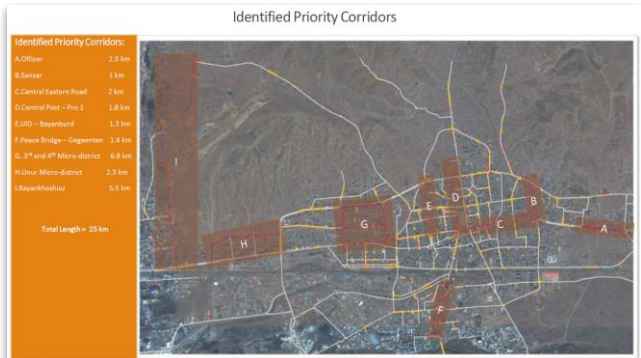 Identified Priority Corridors
Identified Priority Corridors:
A.Officer 2.3 km
B.Sansar 1 km
C.Central Eastern Road 2 km
D.Central Post – Pro 1 1.8 km
E.UID – Bayanburd 1.3 km
F.Peace Bridge – Gegeenten 1.4 km
G. 3rd and 4th Micro-district 6.8 km
H.Unur Micro-district 2.3 km
I.Bayankhoshuu 5.5 km
Total Length = 25 km
I
H
G
E
D
B
C
A
F